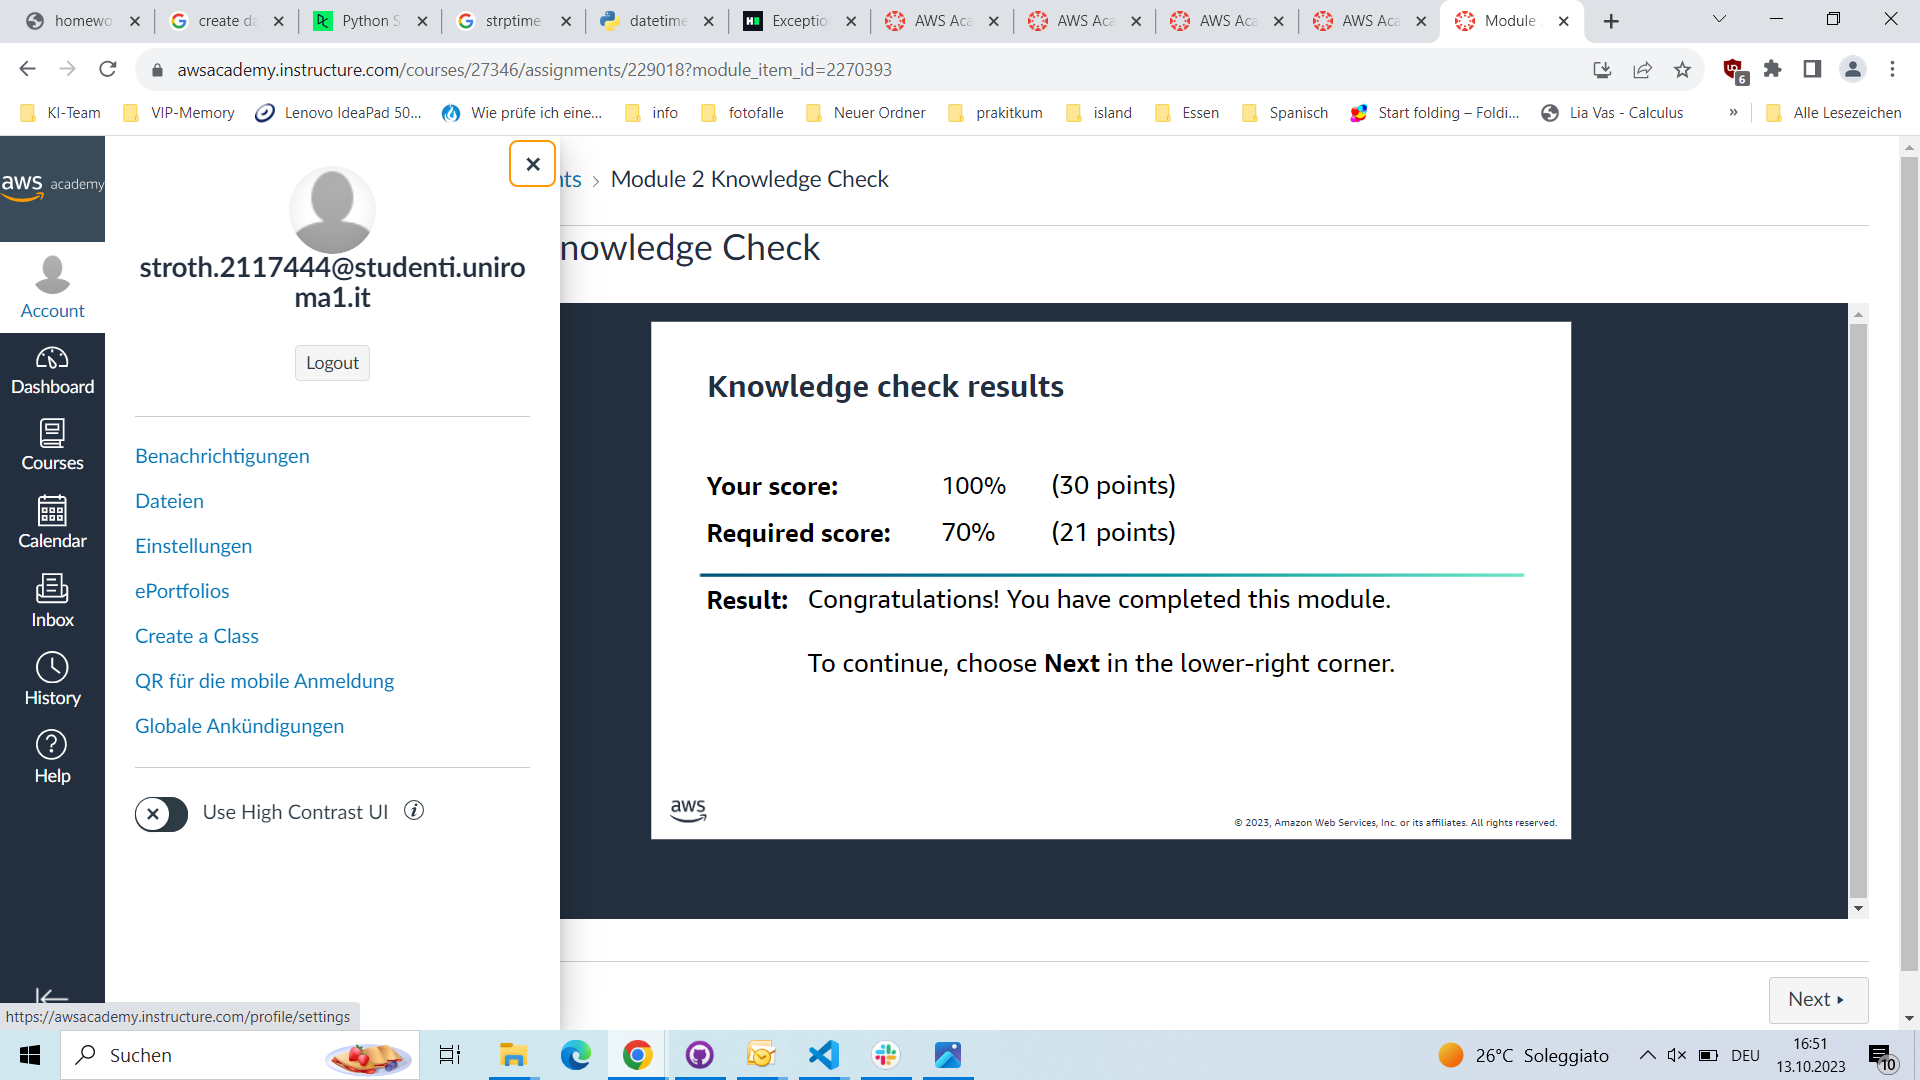 homewo
create da
Python S
strptime
datetime
Exceptio
AWS Aca
AWS Aca
AWS Aca
AWS Aca
Module
awsacademy.instructure.com/courses/27346/assignments/229018?module_item_id=2270393
6
KI-Team
VIP-Memory
Lenovo IdeaPad 50...
Wie prüfe ich eine...
info
fotofalle
Neuer Ordner
prakitkum
island
Essen
Spanisch
Start folding – Foldi...
Lia Vas - Calculus
»
Alle Lesezeichen
aws academy
Account
Dashboard
Courses
Calendar
Inbox
History
Help
stroth.2117444@studenti.uniro
ma1.it
Logout
Benachrichtigungen
Dateien
Einstellungen
ePortfolios
Create a Class
QR für die mobile Anmeldung
Globale Ankündigungen
Use High Contrast UI
nts › Module 2 Knowledge Check
nowledge Check
Knowledge check results
Your score: 100% (30 points)
Required score: 70% (21 points)
Result: Congratulations! You have completed this module.
To continue, choose Next in the lower-right corner.
aws
© 2023, Amazon Web Services, Inc. or its affiliates. All rights reserved.
Next
https://awsacademy.instructure.com/profile/settings
Suchen
26°C Soleggiato
DEU
16:51
13.10.2023
10